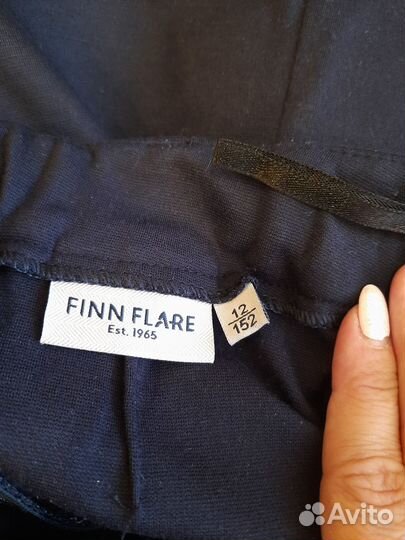 FINN FLARE
Est. 1965
12
152
Avito